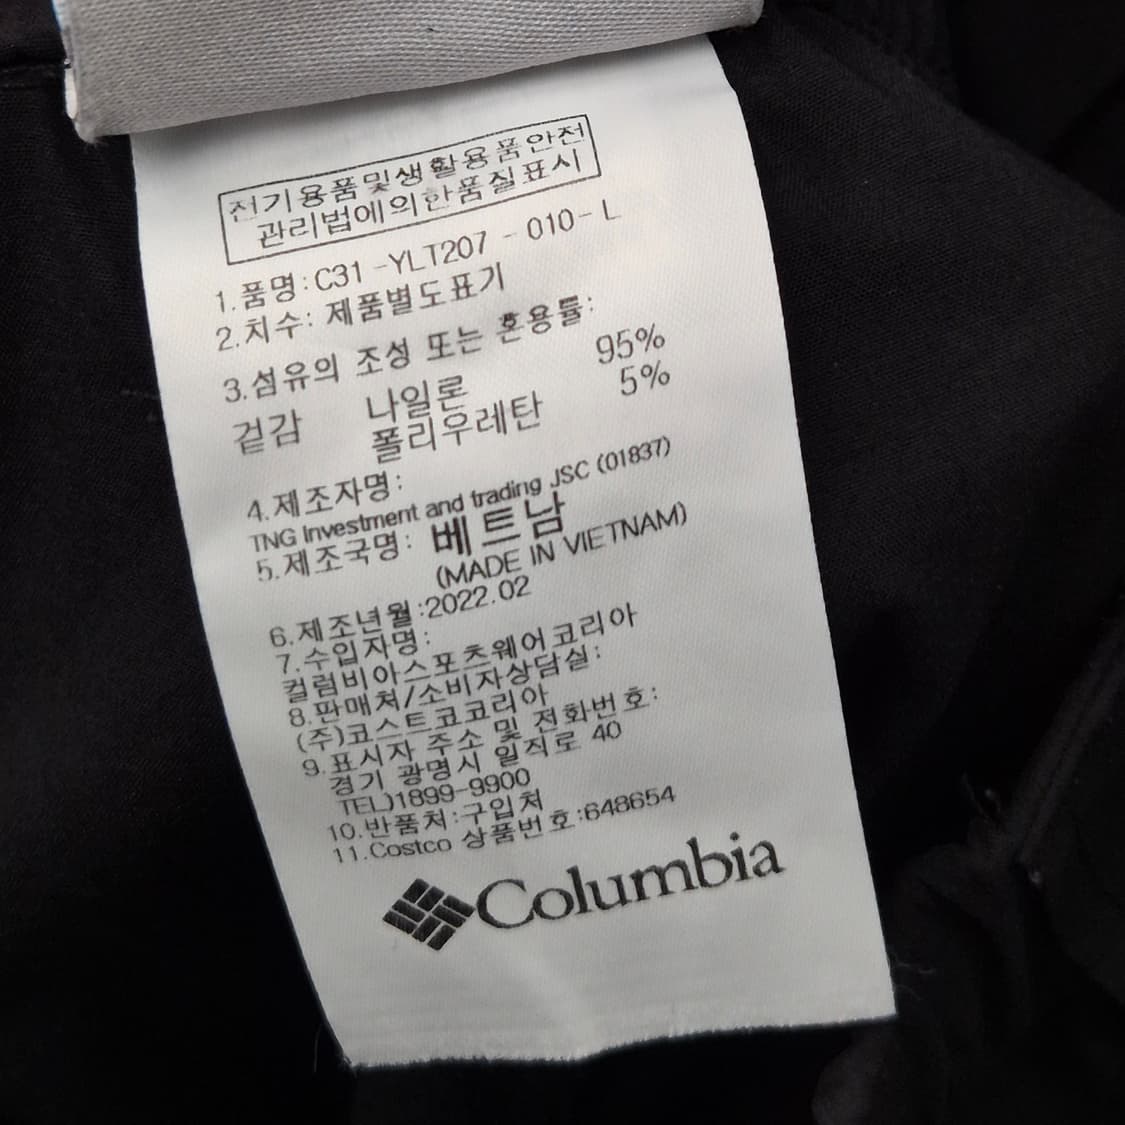 전기용품및생활용품안전
관리법에의한품질표시
1.품명:C31 -YLT207 - 010- L
2.치수: 제품별도표기
3.섬유의 조성 또는 혼용률:
겉감 나일론 95%
폴리우레탄 5%
4.제조자명:
TNG Investment and trading JSC (01837)
5.제조국명: 베트남
(MADE IN VIETNAM)
6.제조년월:2022.02
7.수입자명:
컬럼비아스포츠웨어코리아
8.판매처/소비자상담실:
(주)코스트코코리아
9.표시자 주소 및 전화번호:
경기 광명시 일직로 40
TEL)1899-9900
10.반품처:구입처
11.Costco 상품번호:648654
Columbia